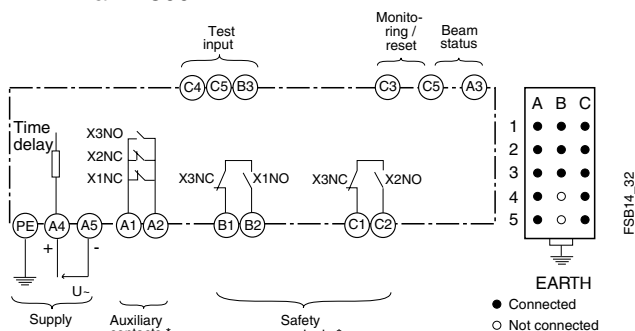 Test
input
Monito-
ring /
reset
Beam
status
C4 C5 B3
C3 C5 A3
Time
delay
X3NO
X2NC
X1NC
X3NC X1NO
X3NC X2NO
PE A4 A5 A1 A2 B1 B2 C1 C2
+ -
U~
Supply
Auxiliary
Safety
A B C
1
2
3
4
5
EARTH
● Connected
○ Not connected
FSB14_32